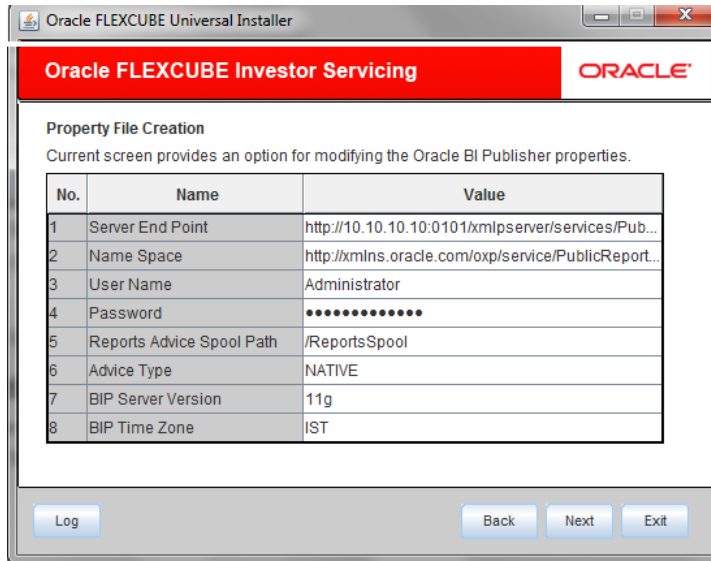 Oracle FLEXCUBE Universal Installer
Oracle FLEXCUBE Investor Servicing
ORACLE
Property File Creation
Current screen provides an option for modifying the Oracle BI Publisher properties.
No. Name Value
1 Server End Point http://10.10.10.10:0101/xmlpserver/services/Pub...
2 Name Space http://xmlns.oracle.com/oxp/service/PublicReport...
3 User Name Administrator
4 Password •••••••••••••
5 Reports Advice Spool Path /ReportsSpool
6 Advice Type NATIVE
7 BIP Server Version 11g
8 BIP Time Zone IST
Log Back Next Exit